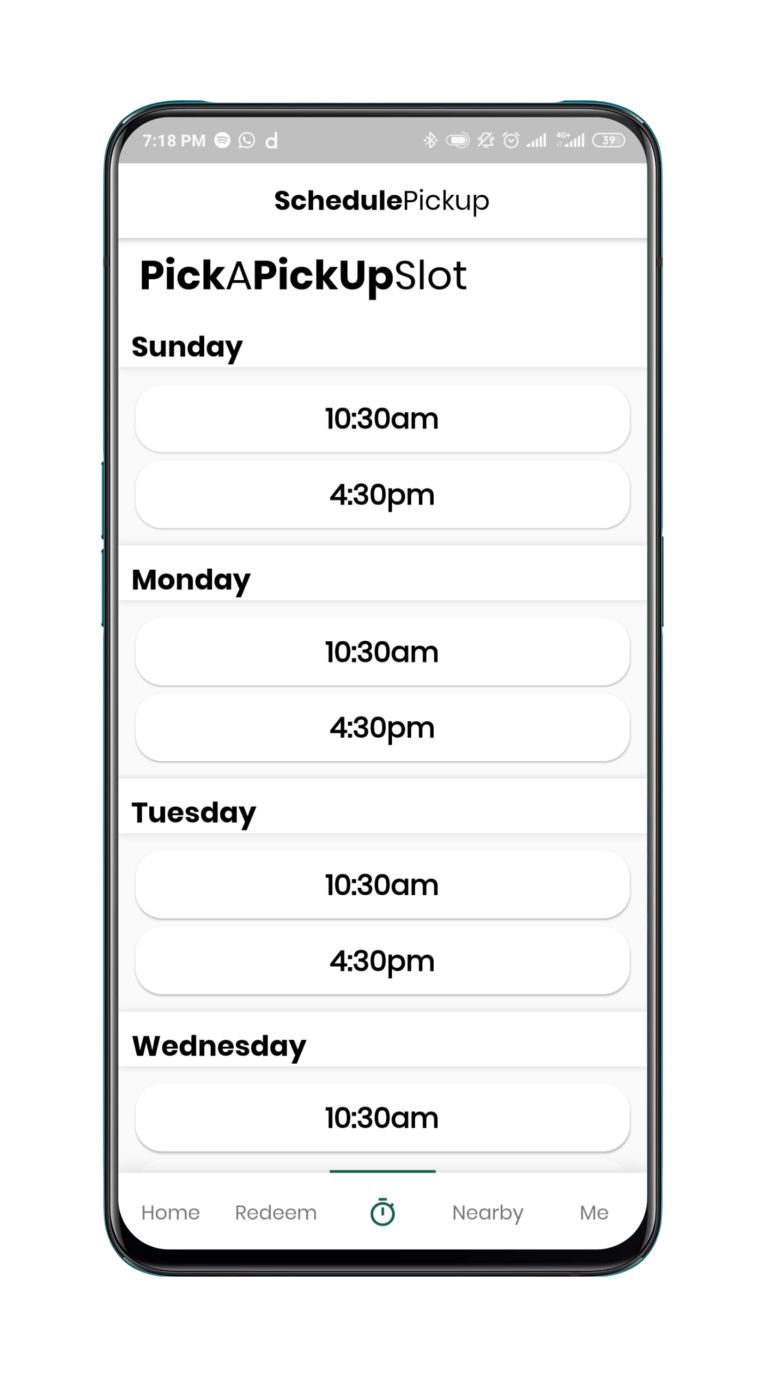 7:18 PM d 4G+ 39
SchedulePickup
PickAPickUpSlot
Sunday
10:30am
4:30pm
Monday
10:30am
4:30pm
Tuesday
10:30am
4:30pm
Wednesday
10:30am
Home Redeem Nearby Me